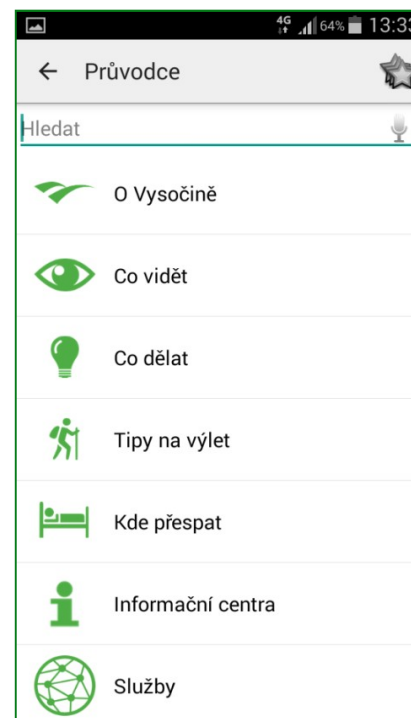 4G 64% 13:33
Průvodce
Hledat
O Vysočině
Co vidět
Co dělat
Tipy na výlet
Kde přespat
Informační centra
Služby